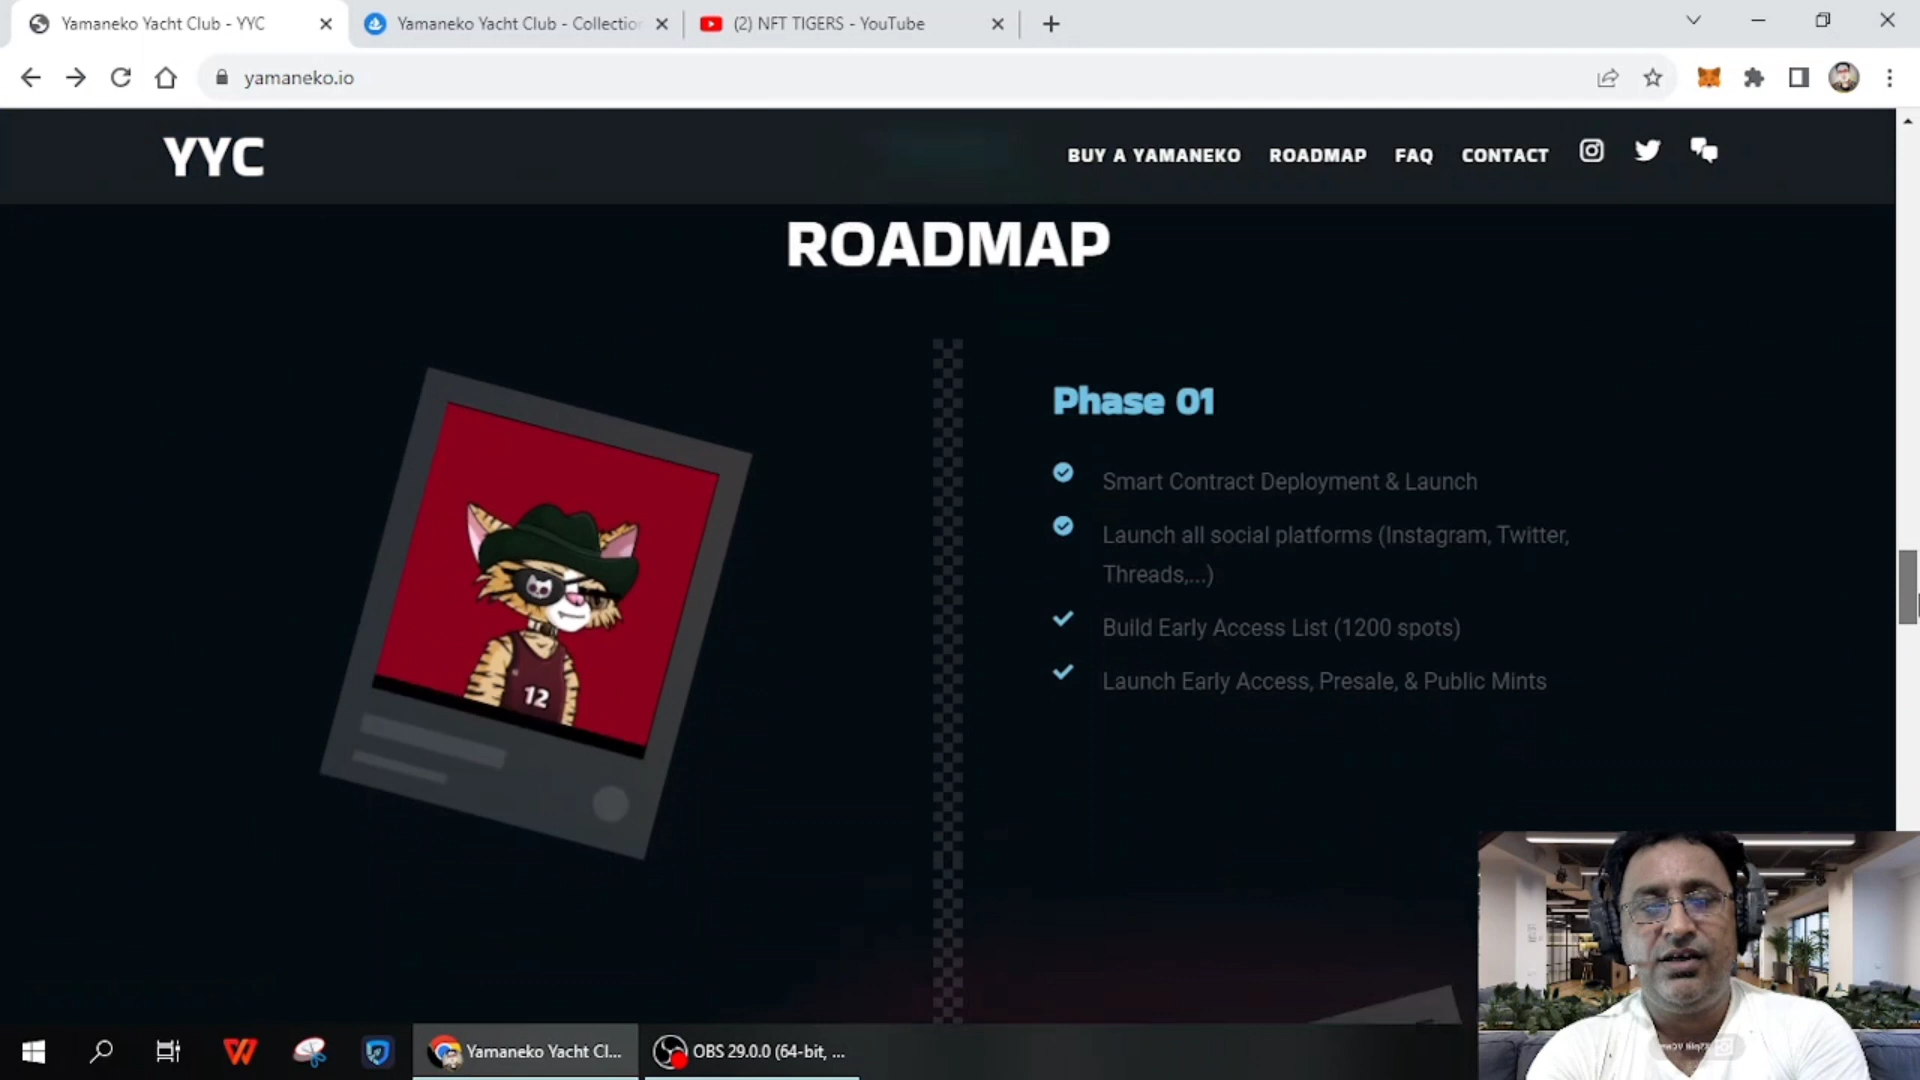 Yamaneko Yacht Club - YYC
Yamaneko Yacht Club - Collection
(2) NFT TIGERS - YouTube
yamaneko.io
YYC
BUY A YAMANEKO
ROADMAP
FAQ
CONTACT
ROADMAP
Phase 01
Smart Contract Deployment & Launch
Launch all social platforms (Instagram, Twitter,
Threads,...)
Build Early Access List (1200 spots)
Launch Early Access, Presale, & Public Mints
12
Yamaneko Yacht Cl...
OBS 29.0.0 (64-bit, ...